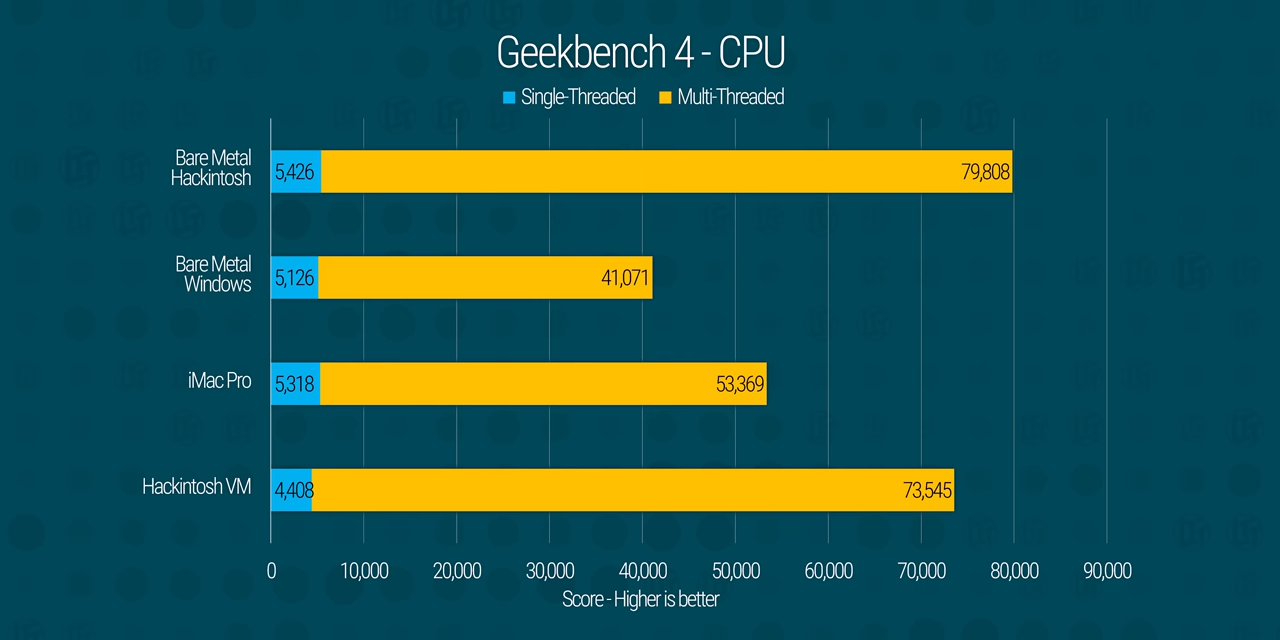 Geekbench 4 - CPU
Single-Threaded Multi-Threaded
Bare Metal
Hackintosh
5,426 79,808
Bare Metal
Windows
5,126 41,071
iMac Pro 5,318 53,369
Hackintosh VM 4,408 73,545
0 10,000 20,000 30,000 40,000 50,000 60,000 70,000 80,000 90,000
Score - Higher is better